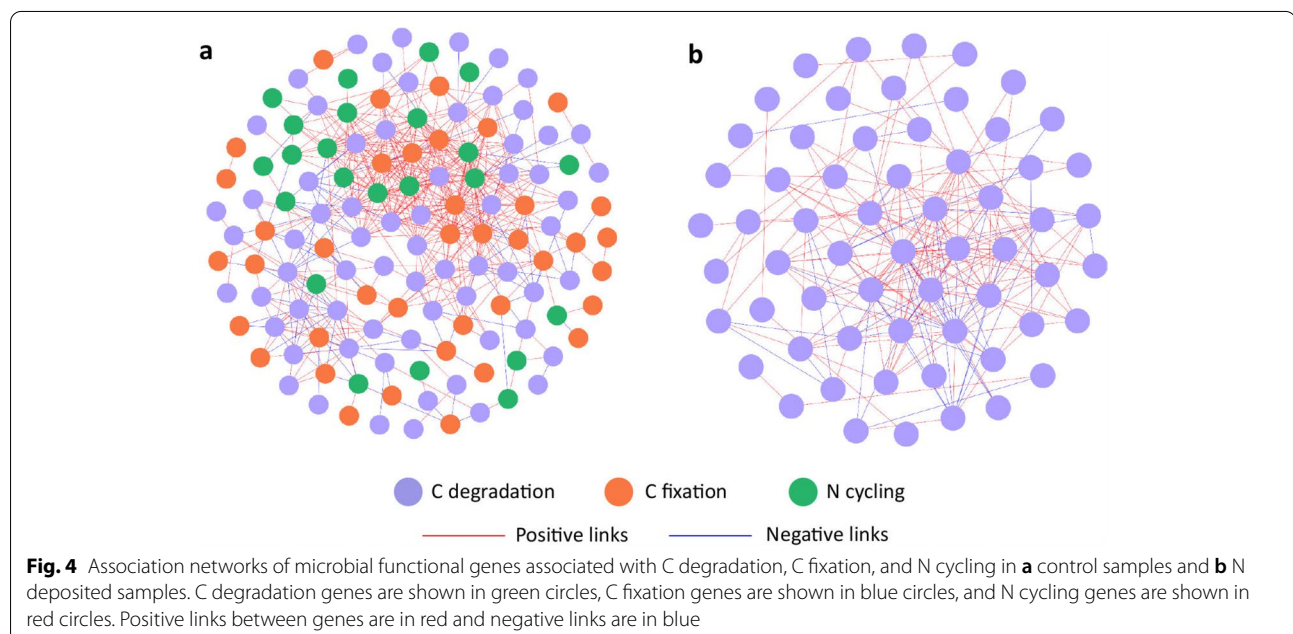 a
b
C degradation
C fixation
N cycling
Positive links
Negative links
Fig. 4 Association networks of microbial functional genes associated with C degradation, C fixation, and N cycling in a control samples and b N
deposited samples. C degradation genes are shown in green circles, C fixation genes are shown in blue circles, and N cycling genes are shown in
red circles. Positive links between genes are in red and negative links are in blue